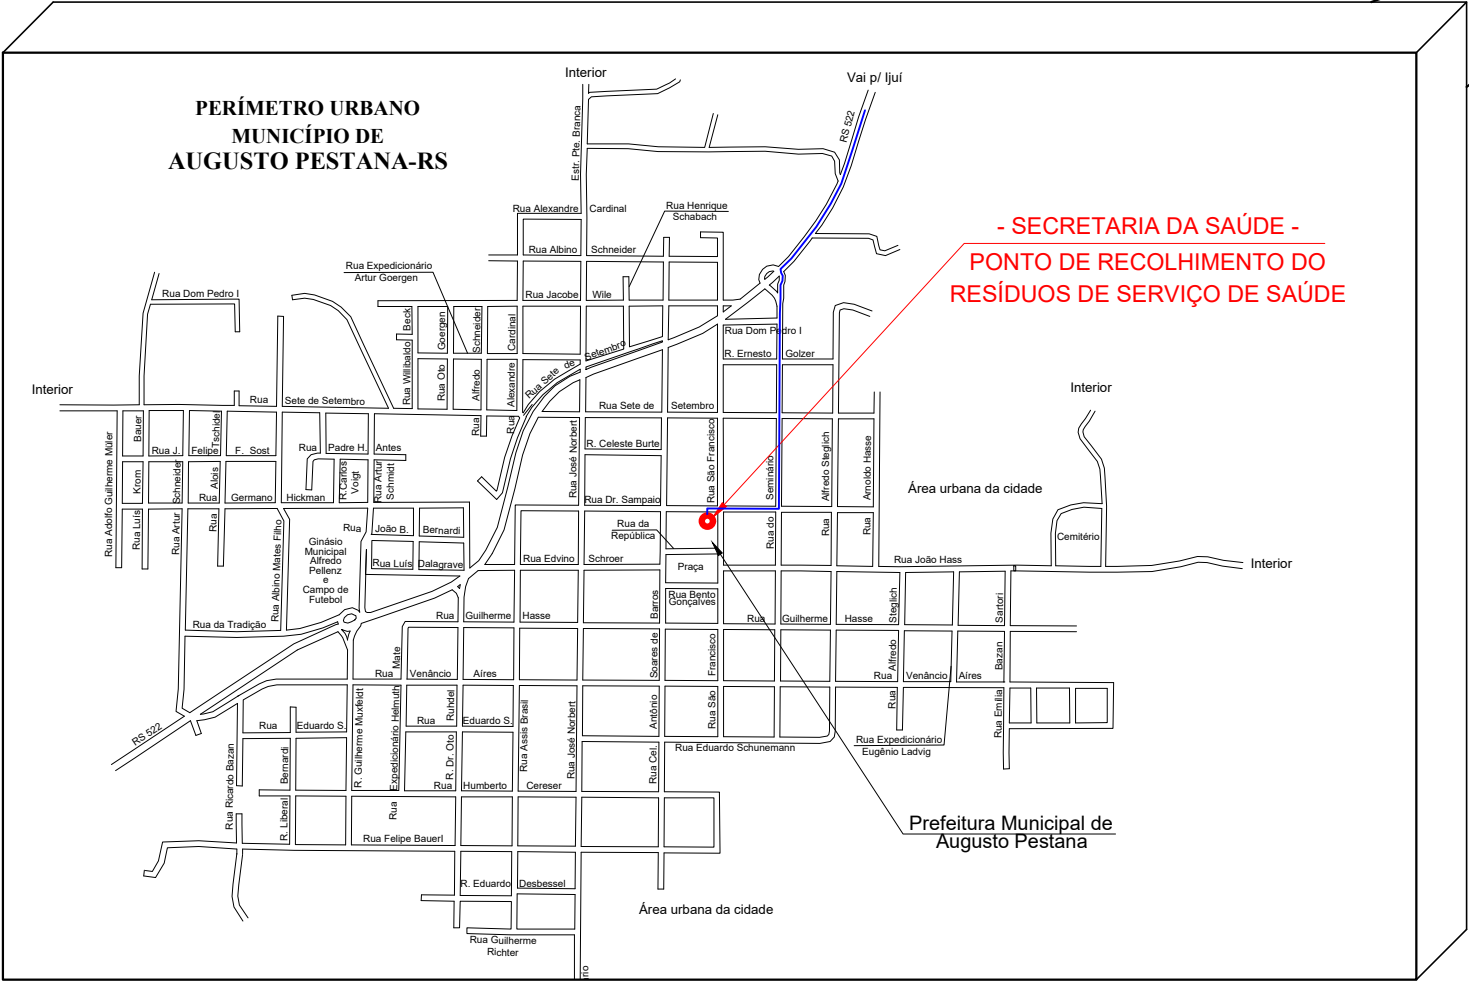 Interior
Vai p/ Ijuí
PERÍMETRO URBANO
MUNICÍPIO DE
AUGUSTO PESTANA-RS
RS 522
Estr. Pte. Branca
Rua Alexandre Cardinal
Rua Henrique
Schabach
- SECRETARIA DA SAÚDE -
PONTO DE RECOLHIMENTO DO
RESÍDUOS DE SERVIÇO DE SAÚDE
Rua Albino Schneider
Rua Expedicionário
Artur Goergen
Rua Dom Pedro I
Rua Jacobe Wile
Rua Willibaldo Beck
Rua Oto Goergen
Rua Alfredo Schneider
Rua Alexandre Cardinal
Rua Sete de Setembro
Rua Dom Pedro I
R. Ernesto Golzer
Interior
Interior
Rua Sete de Setembro
Rua Sete de Setembro
Rua Adolfo Guilherme Müler
Rua Luís Krom Bauer
Rua J. Felipe F. Sost
Rua Artur Schneider
Rua Alois Tschidel
Rua Padre H. Antes
R.Carlos
Voigt
Rua Artur
Schmidt
Rua Germano Hickman
R. Celeste Burte
Rua José Norbert
Rua São Francisco
Rua do Seminário
Rua Alfredo Steglich
Rua Arnoldo Hasse
Área urbana da cidade
Rua Dr. Sampaio
Rua da
República
Rua João B. Bernardi
Ginásio
Municipal
Alfredo
Pellenz
e
Campo de
Futebol
Rua Albino Mates Filho
Rua Luís Dalagrave
Rua Edvino Schroer
Praça
Cemitério
Rua João Hass
Interior
Rua Bento
Gonçalves
Rua da Tradição
Rua Guilherme Hasse
Rua Guilherme Hasse
Rua Cel. Antônio Soares de Barros
Rua São Francisco
Rua Alfredo Steglich
Rua Emília Bazan Sartori
Rua Venâncio Aíres
Rua Venâncio Aíres
RS 522
Rua Eduardo S.
Rua Eduardo S.
R. Guilherme Muxfeldt
Rua Expedicionário Helmuth Mate
R. Dr. Oto Ruhdel
Rua Assis Brasil
Rua José Norbert
Rua Eduardo Schunemann
Rua Expedicionário
Eugênio Ladvig
Rua Ricardo Bazan
R. Liberal Bernardi
Rua Humberto Cereser
Rua Felipe Bauerl
Prefeitura Municipal de
Augusto Pestana
R. Eduardo Desbessel
Área urbana da cidade
Rua Guilherme
Richter